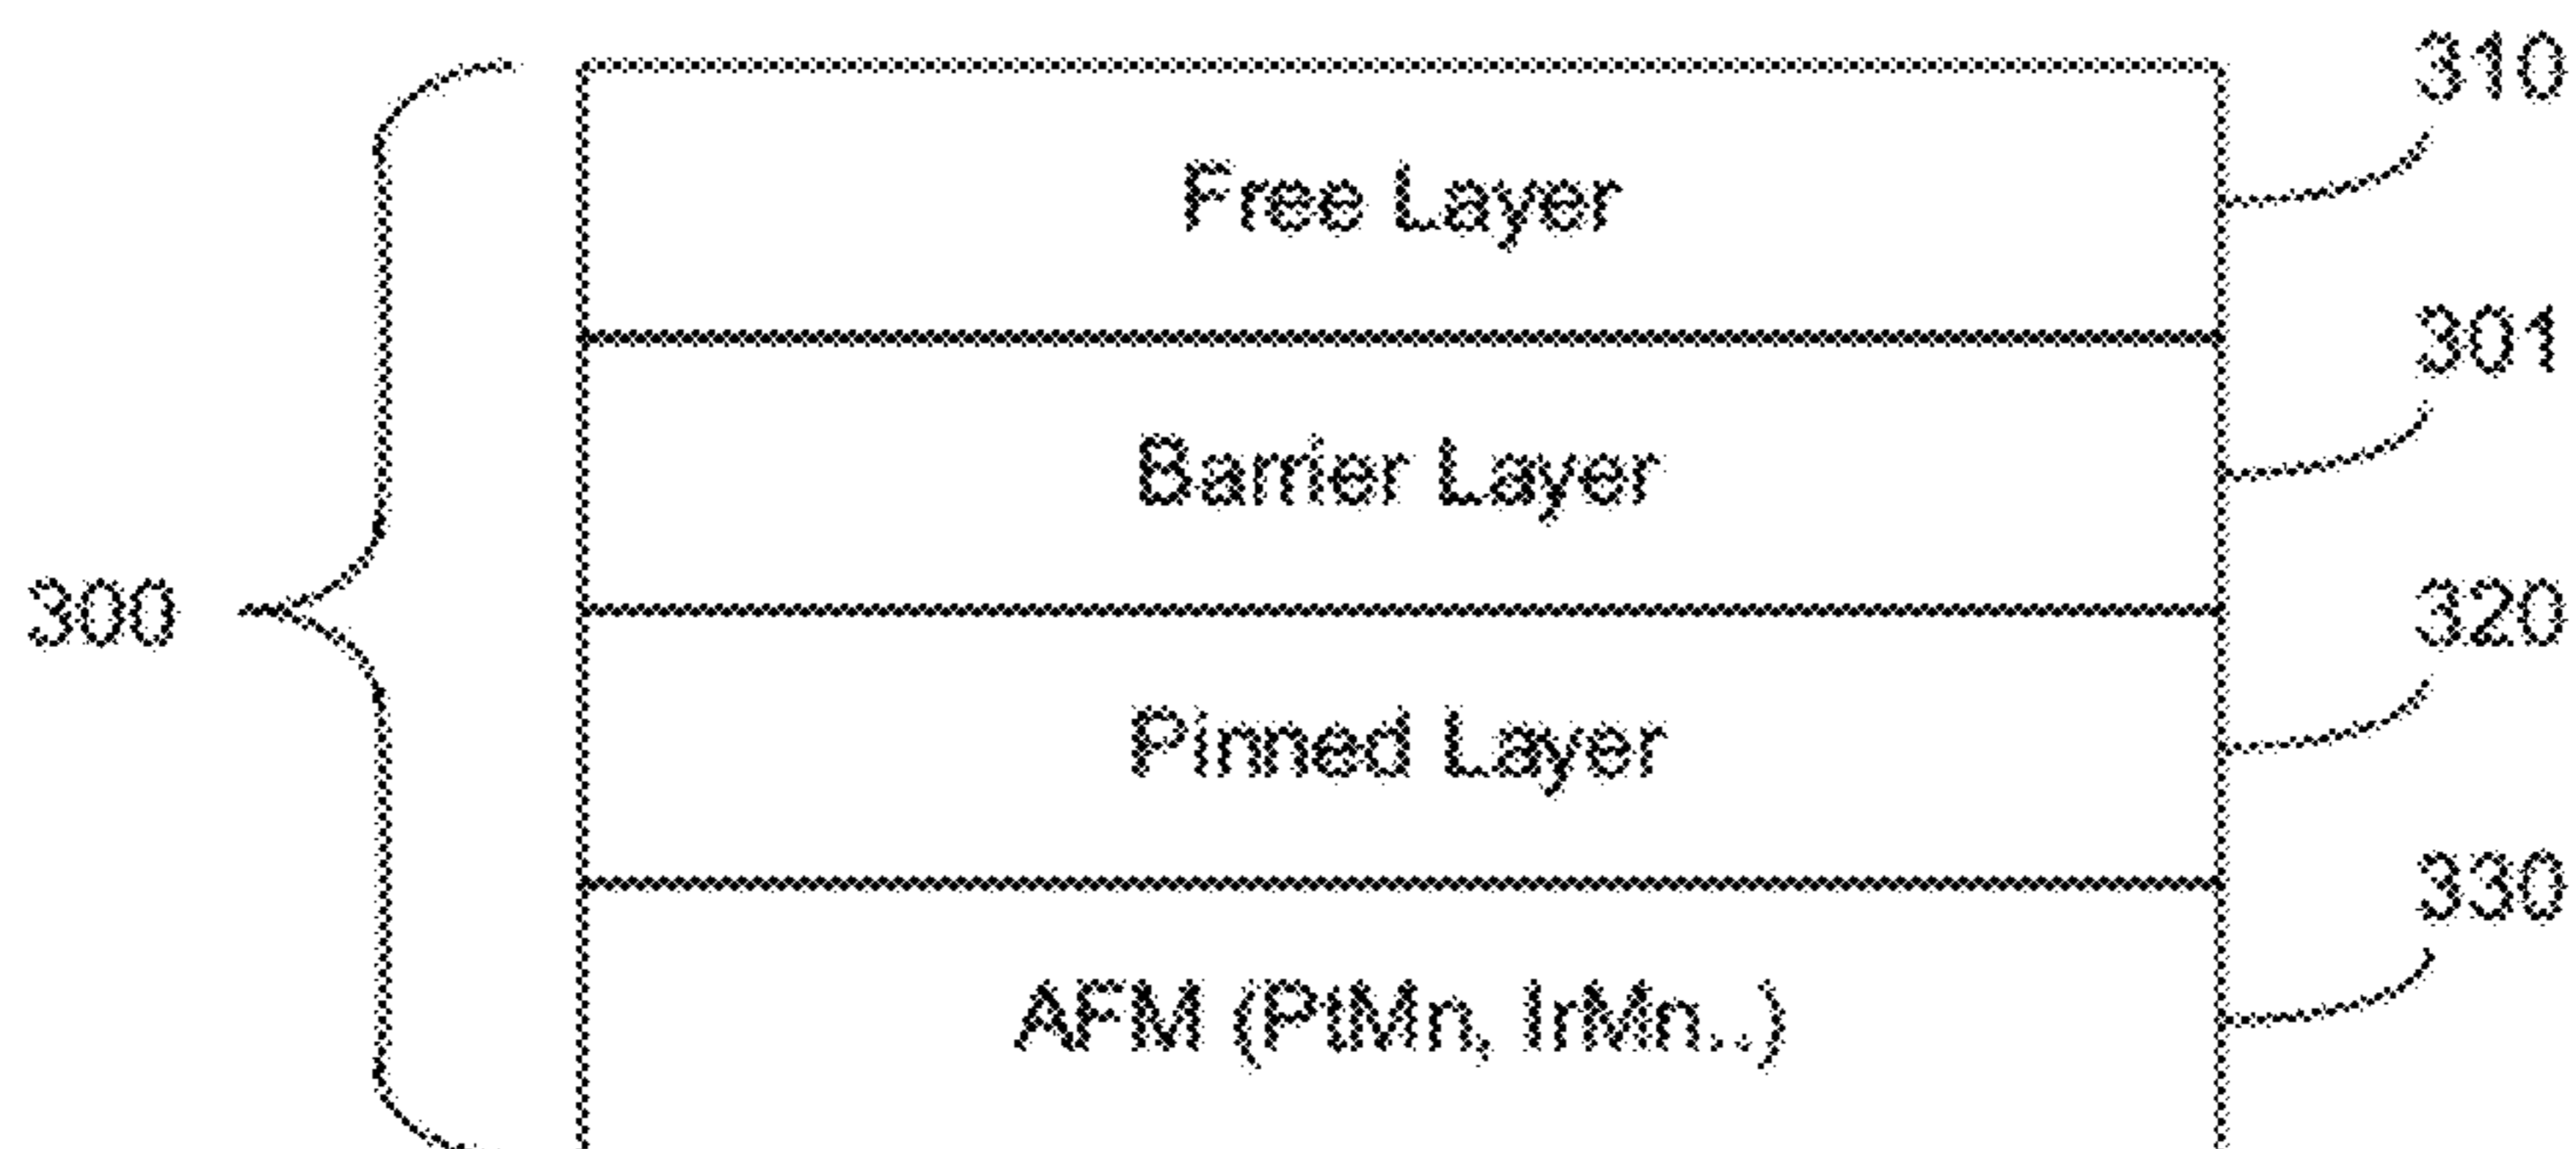 310
Free Layer
301
Barrier Layer
300
320
Pinned Layer
330
AFM (PtMn, IrMn..)